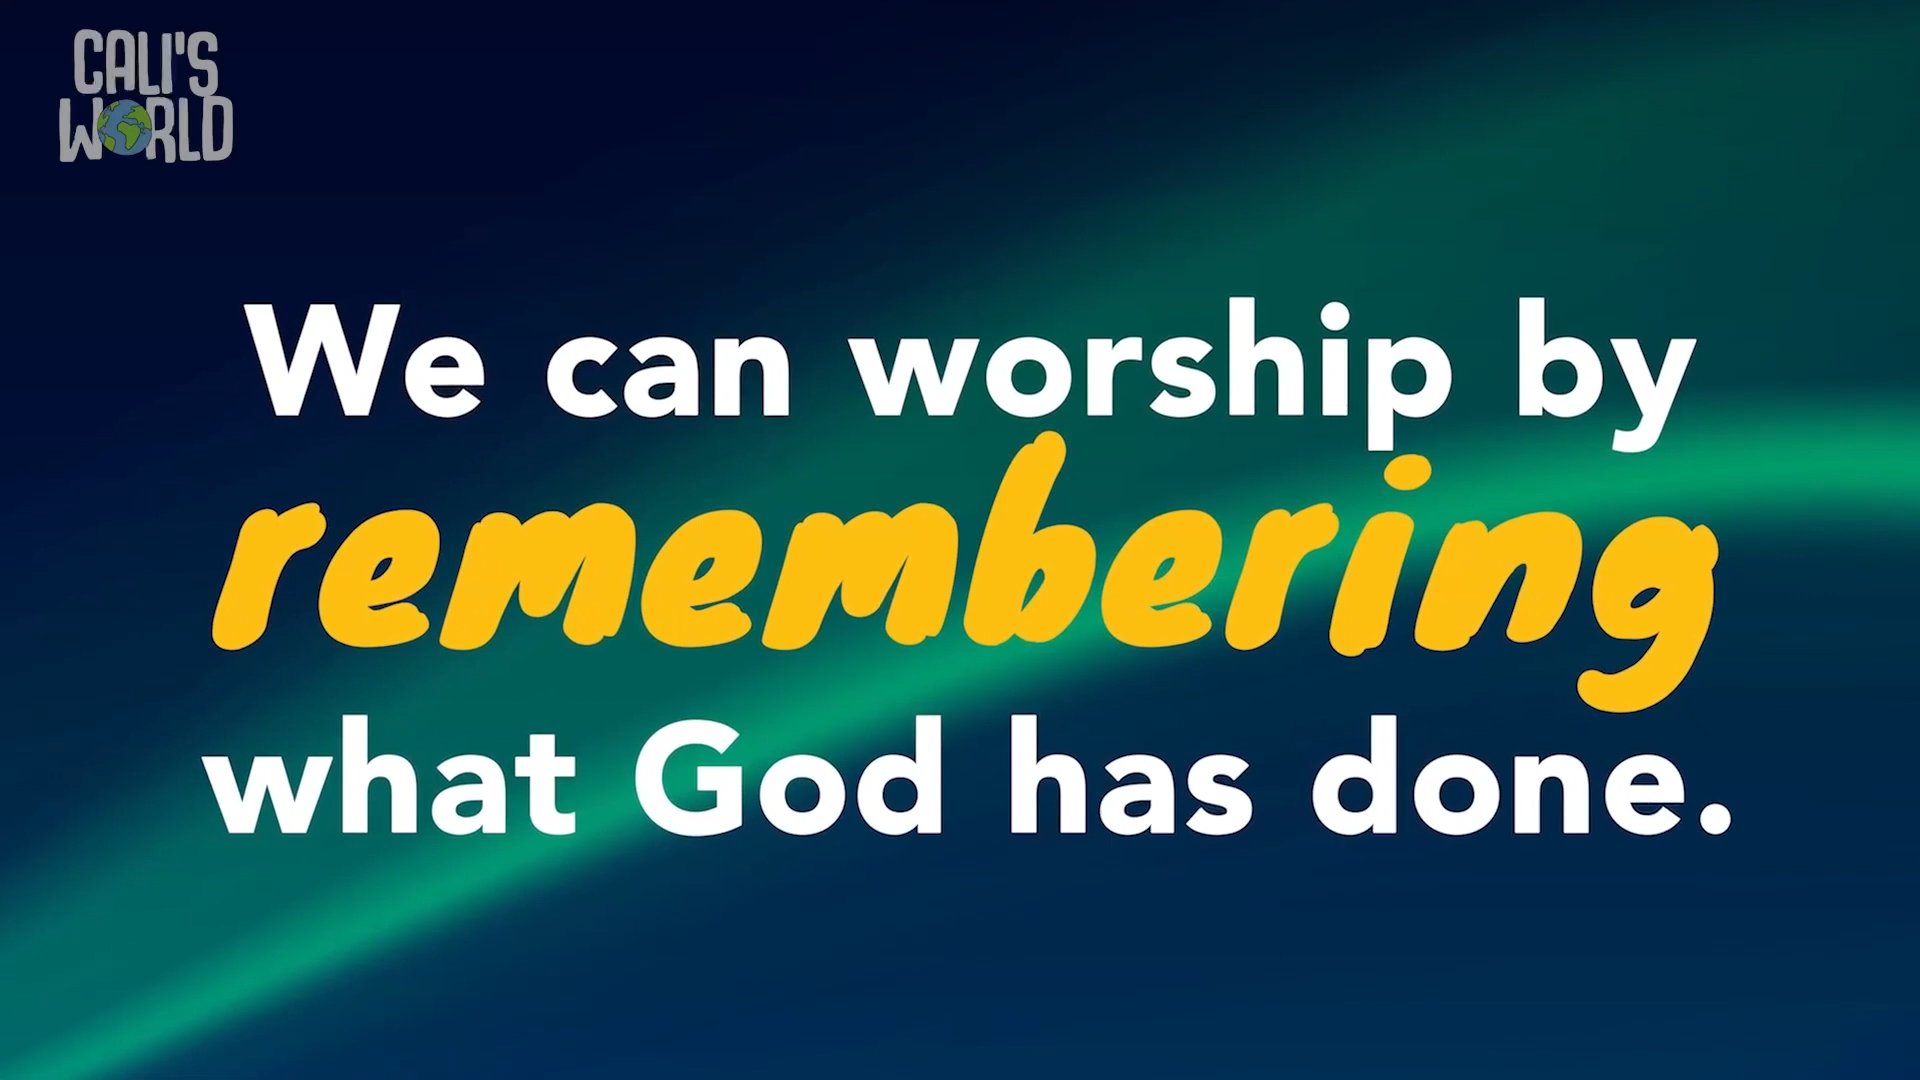 CALI'S
WORLD
We can worship by
remembering
what God has done.